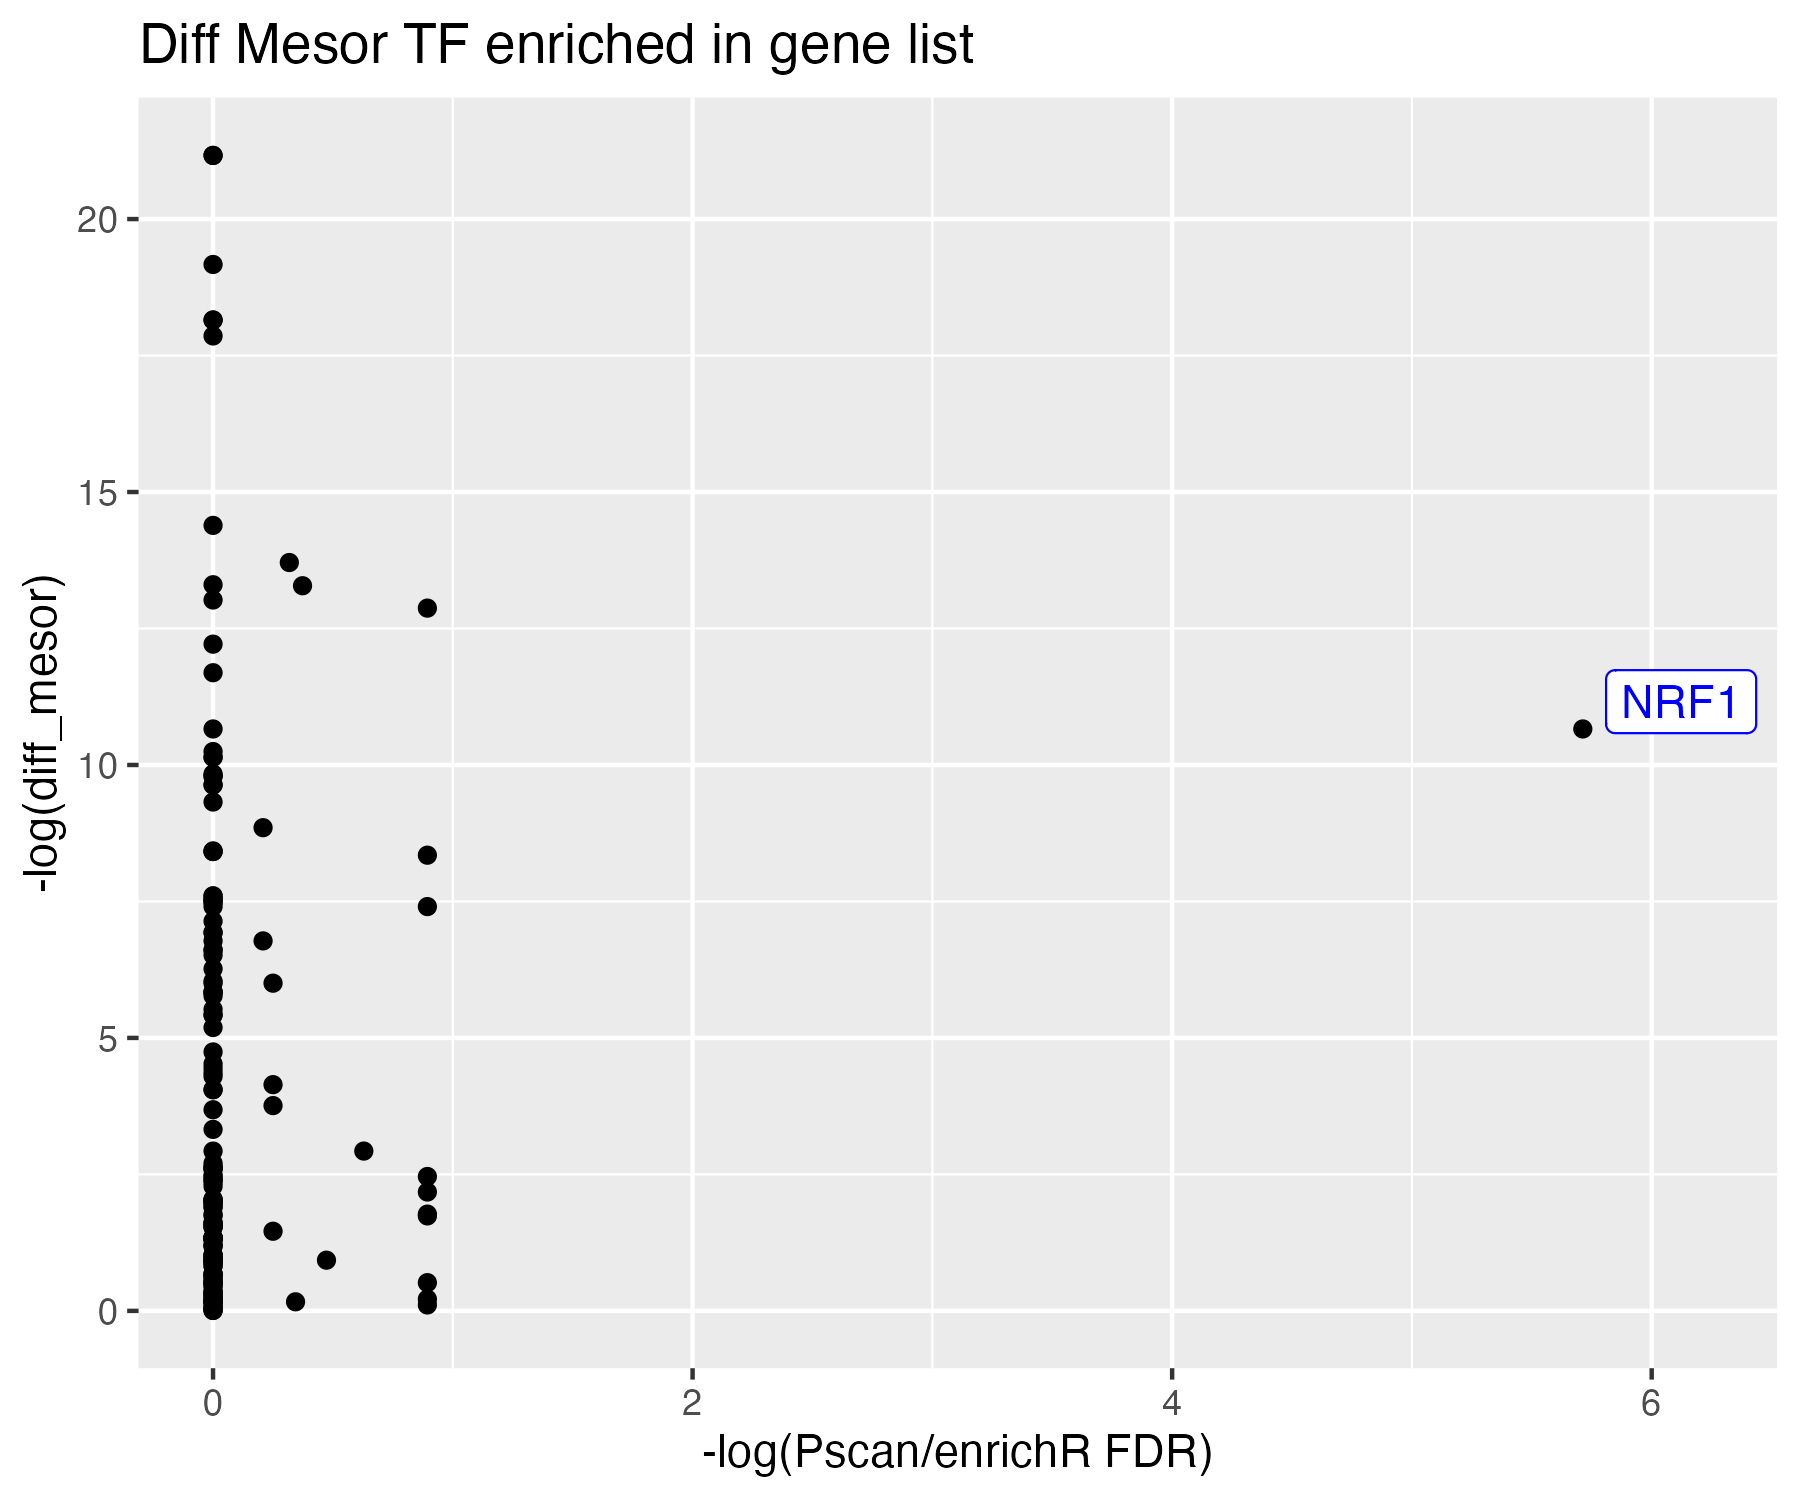 Diff Mesor TF enriched in gene list
20
15
10
5
0
-log(diff_mesor)
NRF1
0 2 4 6
-log(Pscan/enrichR FDR)